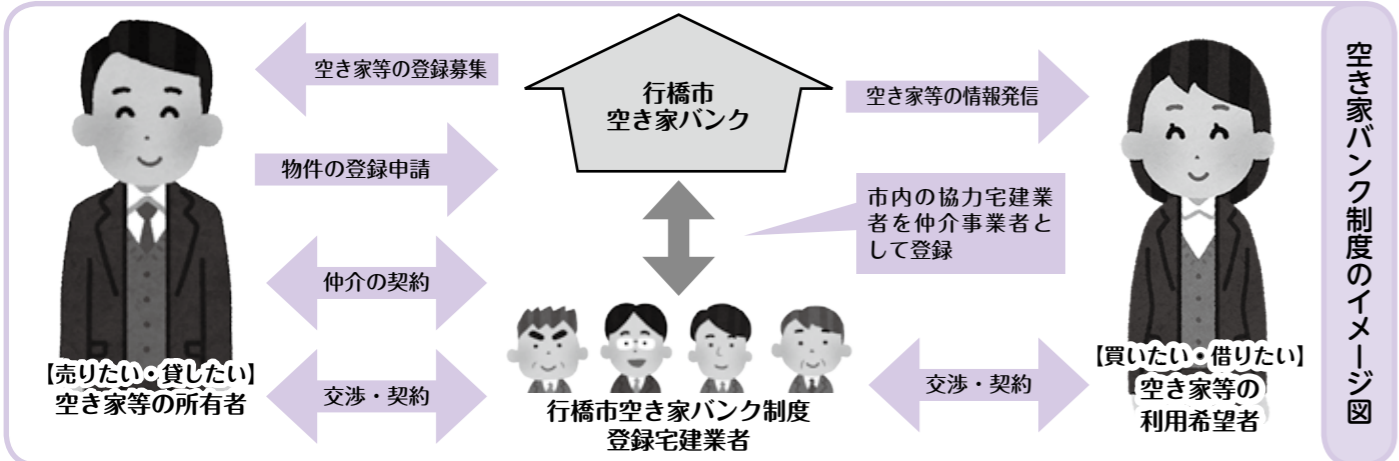 空き家バンク制度のイメージ図
空き家等の登録募集
行橋市
空き家バンク
空き家等の情報発信
物件の登録申請
市内の協力宅建業
者を仲介事業者と
して登録
仲介の契約
【売りたい・貸したい】
空き家等の所有者
交渉・契約
行橋市空き家バンク制度
登録宅建業者
交渉・契約
【買いたい・借りたい】
空き家等の
利用希望者